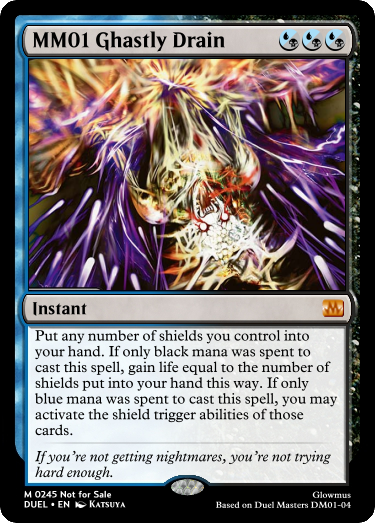 MM01 Ghastly Drain
Instant
Put any number of shields you control into
your hand. If only black mana was spent to
cast this spell, gain life equal to the number of
shields put into your hand this way. If only
blue mana was spent to cast this spell, you may
activate the shield trigger abilities of those
cards.
If you're not getting nightmares, you're not trying
hard enough.
M 0245 Not for Sale
DUEL • EN Katsuya
Glowmus
Based on Duel Masters DM01-04